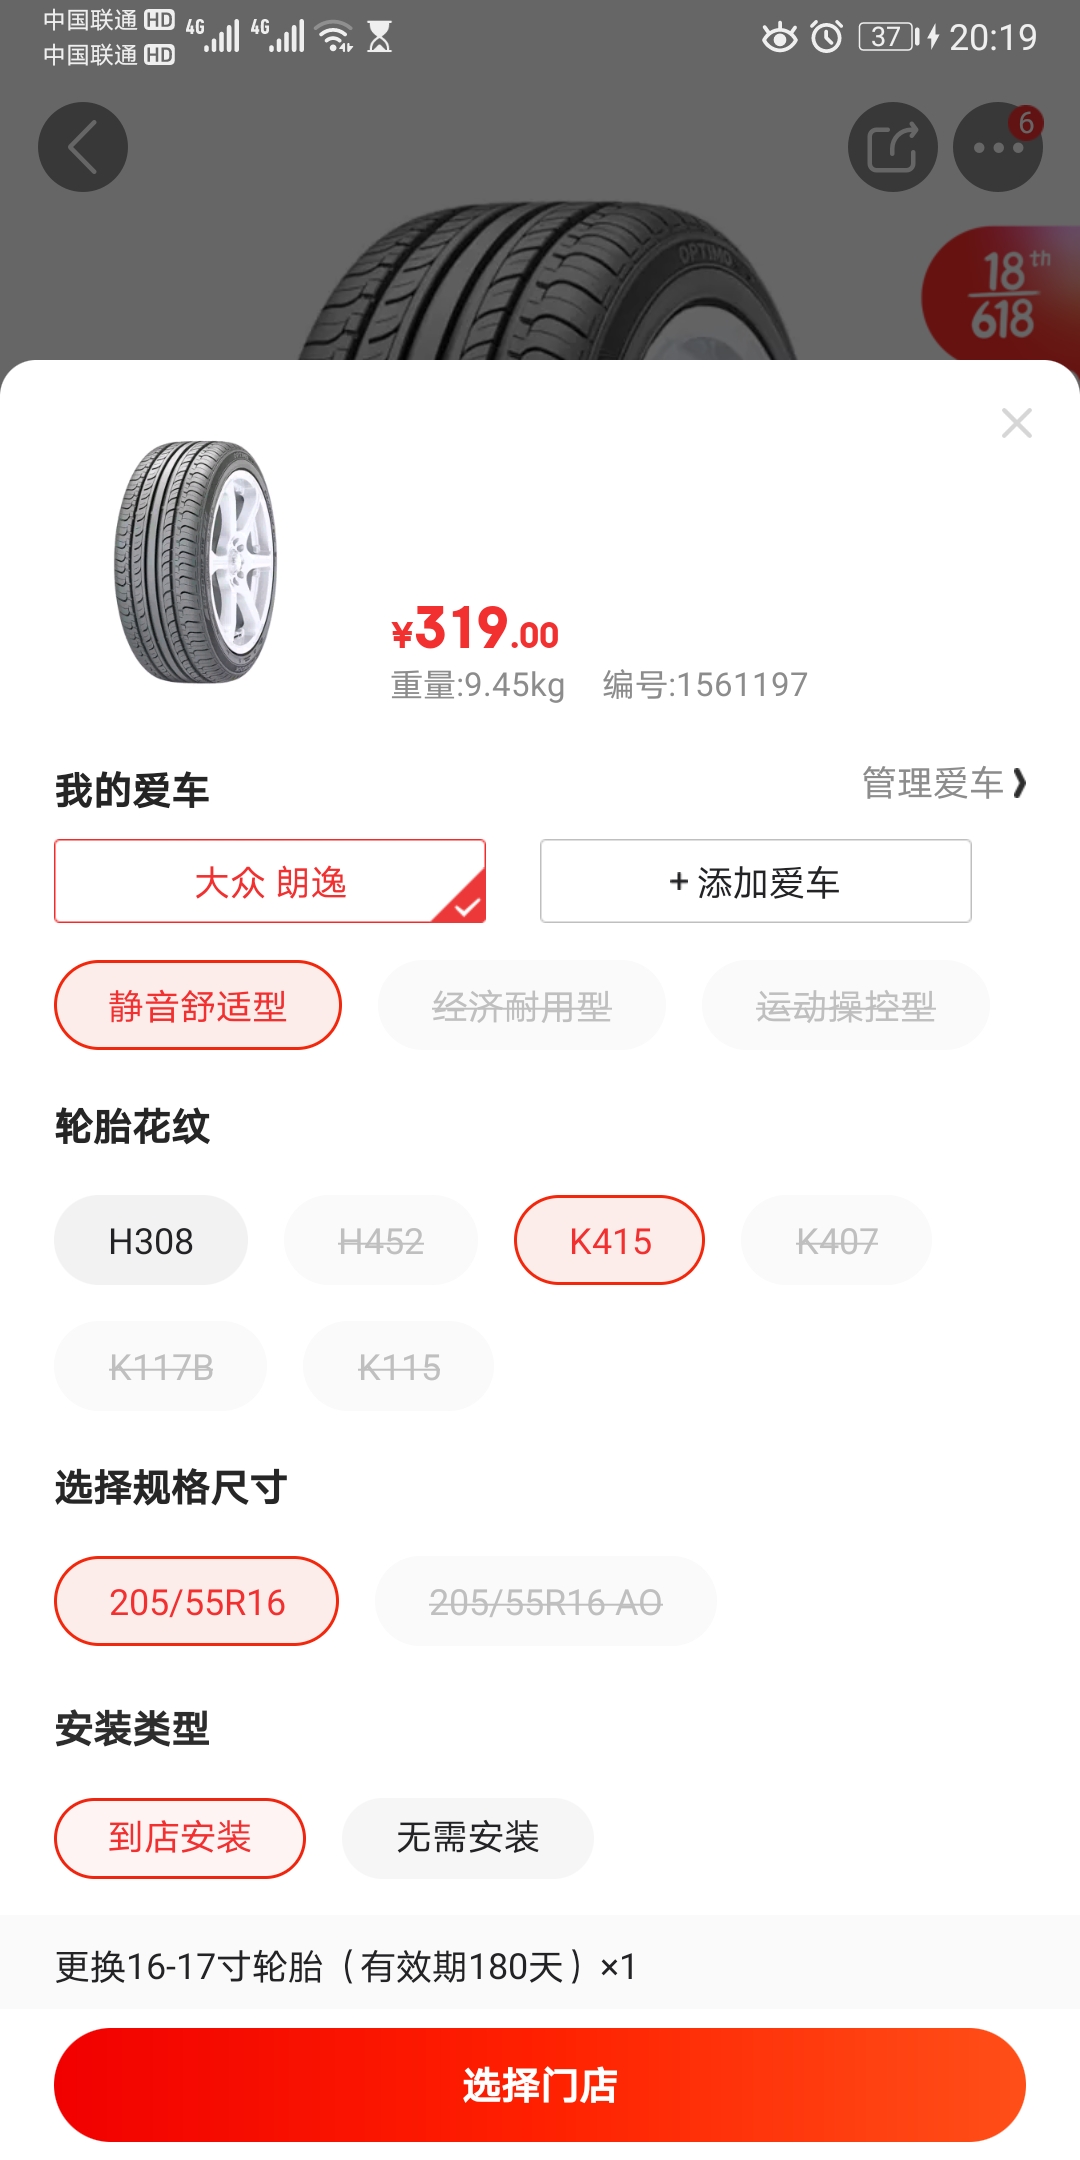 中国联通 HD 4G 4G 37 20:19
中国联通 HD
6
OPTIMO
18th
618
¥319.00
重量:9.45kg 编号:1561197
我的爱车 管理爱车
大众 朗逸 + 添加爱车
静音舒适型 经济耐用型 运动操控型
轮胎花纹
H308 H452 K415 K407
K117B K115
选择规格尺寸
205/55R16 205/55R16 AO
安装类型
到店安装 无需安装
更换16-17寸轮胎（有效期180天）×1
选择门店